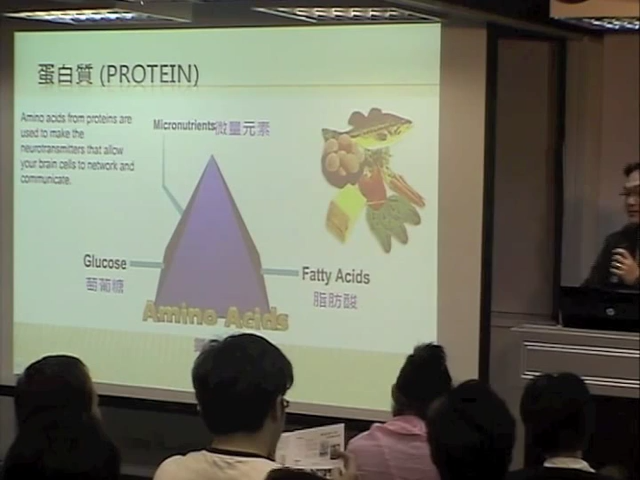 蛋白質 (PROTEIN)
Amino acids from proteins are
used to make the
neurotransmitters that allow
your brain cells to network and
communicate.
Micronutrients微量元素
Glucose
葡萄糖
Fatty Acids
脂肪酸
Amino Acids